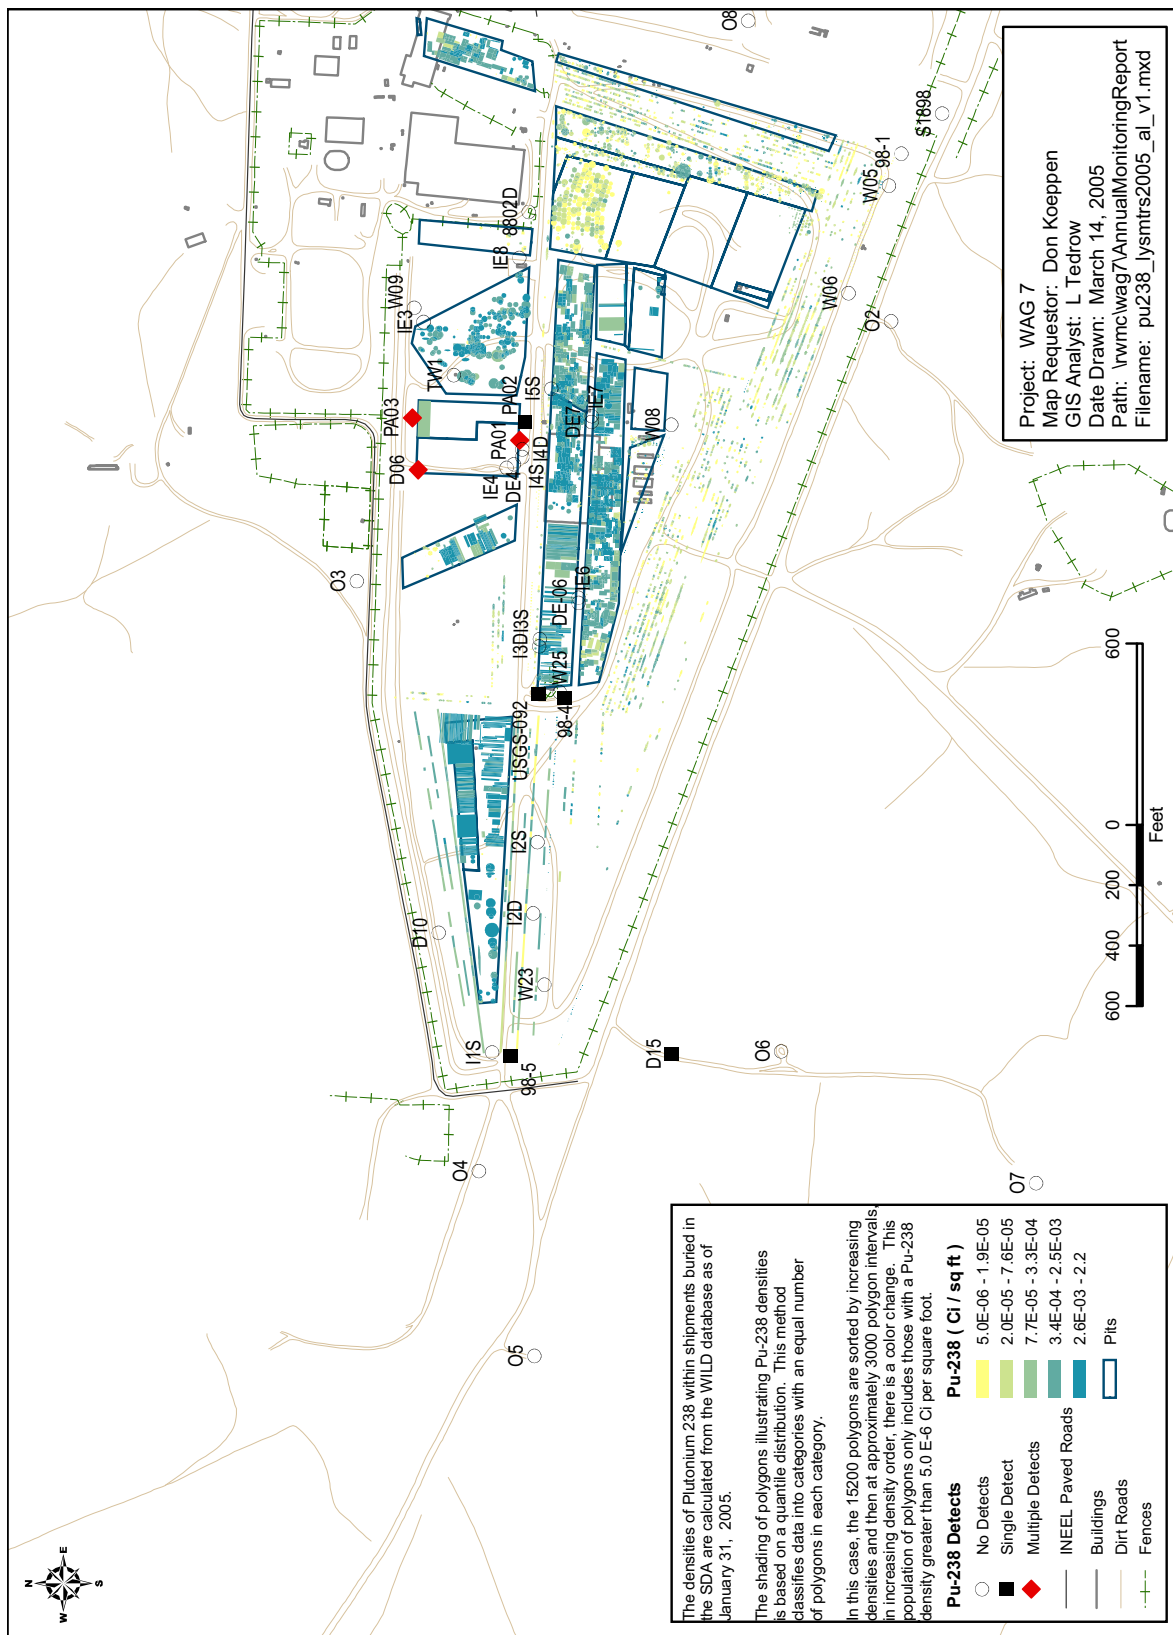 N
W
E
S
O8
8802D
IE8
W09
IE3
TW1
PA03
D06
PA02
PA01
I5S
I4D
I4S
DE4
IE4
DE7
IE7
W08
W05
98-1
S1898
W06
O2
O3
DE-06
IE6
I3D
I3S
W25
98-4
USGS-092
I2S
I2D
W23
D10
I1S
98-5
D15
O6
O4
O7
O5
Project: WAG 7
Map Requestor: Don Koeppen
GIS Analyst: L Tedrow
Date Drawn: March 14, 2005
Path: \rwmc\wag7\AnnualMonitoringReport
Filename: pu238_lysmtrs2005_al_v1.mxd
600 400 200 0 600
Feet
The densities of Plutonium 238 within shipments buried in
the SDA are calculated from the WILD database as of
January 31, 2005.
The shading of polygons illustrating Pu-238 densities
is based on a quantile distribution. This method
classifies data into categories with an equal number
of polygons in each category.
In this case, the 15200 polygons are sorted by increasing
densities and then at approximately 3000 polygon intervals,
in increasing density order, there is a color change. This
population of polygons only includes those with a Pu-238
density greater than 5.0 E-6 Ci per square foot.
Pu-238 Detects
No Detects
Single Detect
Multiple Detects
INEEL Paved Roads
Buildings
Dirt Roads
Fences
Pu-238 ( Ci / sq ft )
5.0E-06 - 1.9E-05
2.0E-05 - 7.6E-05
7.7E-05 - 3.3E-04
3.4E-04 - 2.5E-03
2.6E-03 - 2.2
Pits